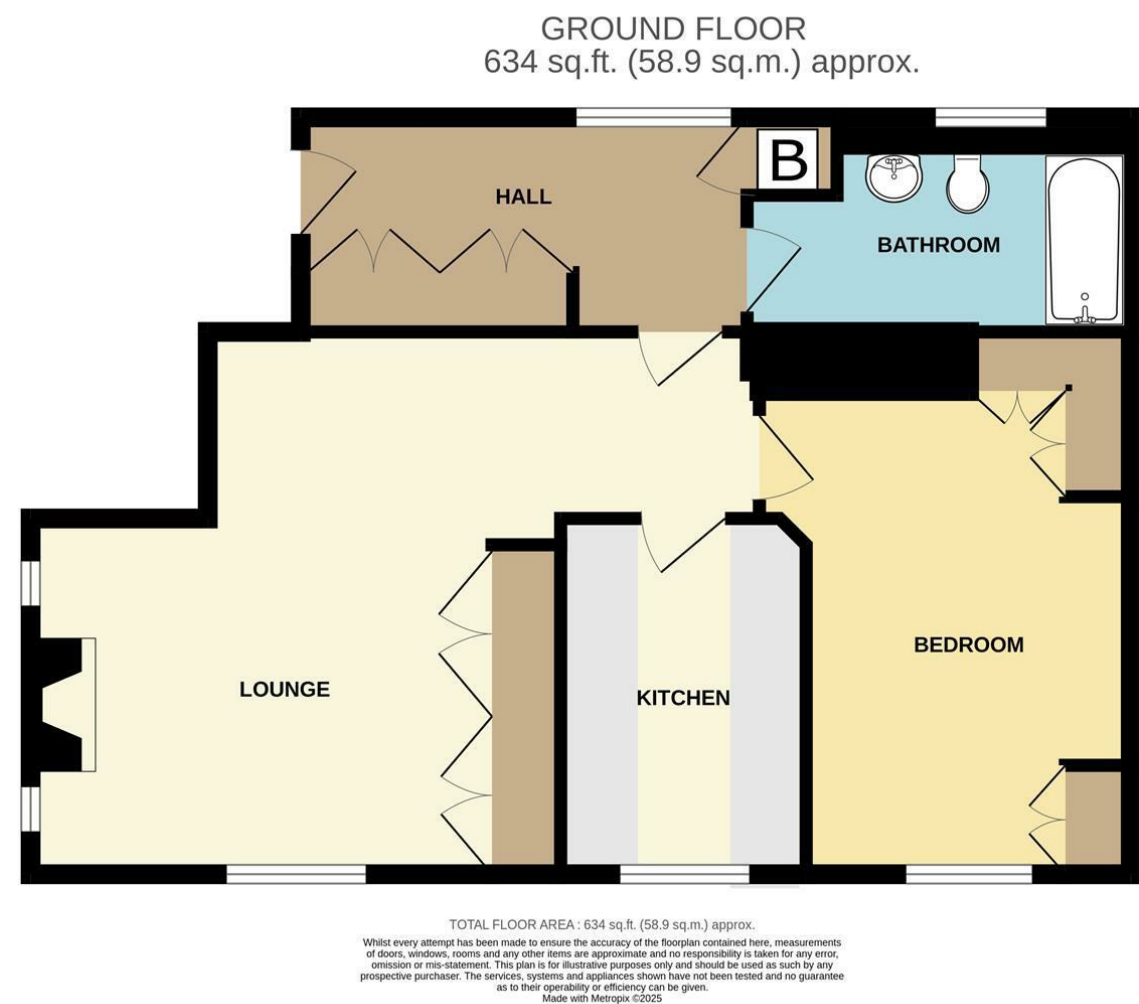 GROUND FLOOR
634 sq.ft. (58.9 sq.m.) approx.
B
HALL
BATHROOM
BEDROOM
LOUNGE
KITCHEN
TOTAL FLOOR AREA : 634 sq.ft. (58.9 sq.m.) approx.
Whilst every attempt has been made to ensure the accuracy of the floorplan contained here, measurements
of doors, windows, rooms and any other items are approximate and no responsibility is taken for any error,
omission or mis-statement. This plan is for illustrative purposes only and should be used as such by any
prospective purchaser. The services, systems and appliances shown have not been tested and no guarantee
as to their operability or efficiency can be given.
Made with Metropix ©2025